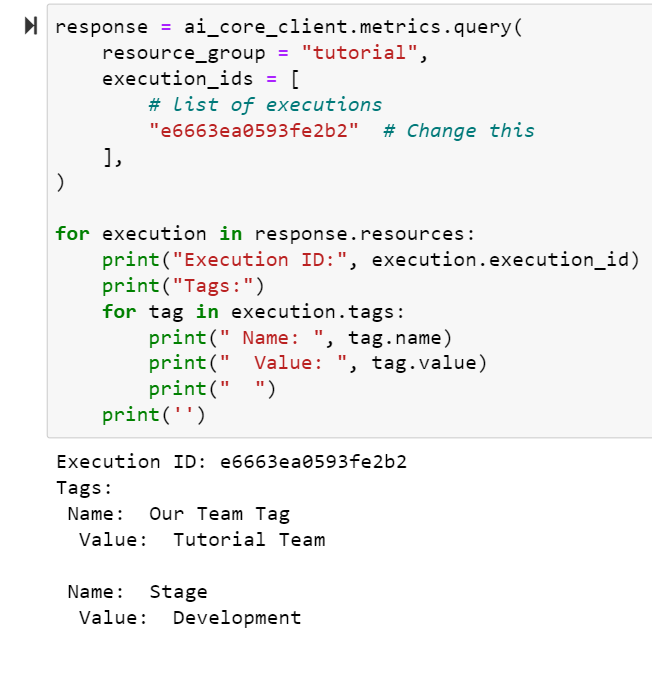 response = ai_core_client.metrics.query(
    resource_group = "tutorial",
    execution_ids = [
        # list of executions
        "e6663ea0593fe2b2"  # Change this
    ],
)

for execution in response.resources:
    print("Execution ID:", execution.execution_id)
    print("Tags:")
    for tag in execution.tags:
        print(" Name: ", tag.name)
        print("  Value: ", tag.value)
        print("  ")
    print('')
Execution ID: e6663ea0593fe2b2
Tags:
 Name:  Our Team Tag
  Value:  Tutorial Team

 Name:  Stage
  Value:  Development